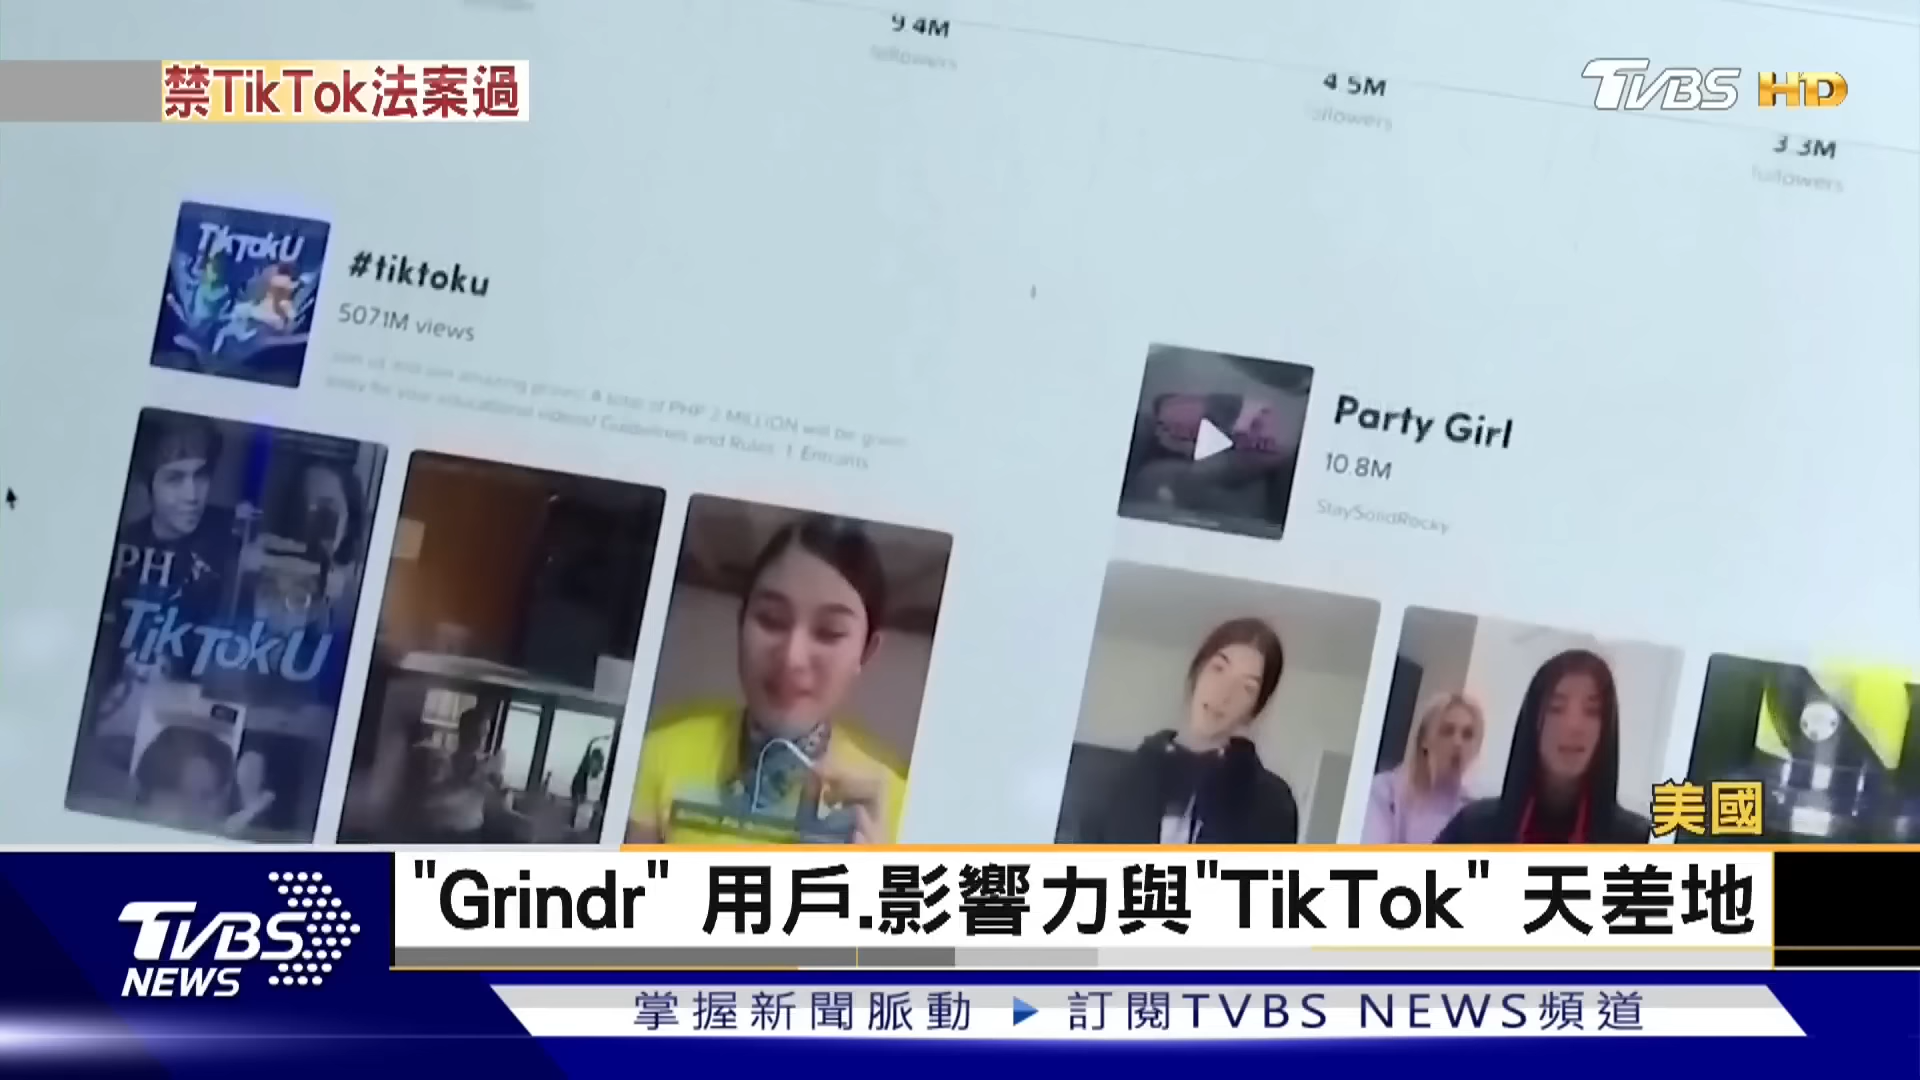 9.4M
followers
4.5M
followers
3.3M
followers
禁TikTok法案過
TVBS HD
TikTokU
#tiktoku
5071M views
Party Girl
10.8M
StaySolidRocky
PH
TikTokU
美國
"Grindr" 用戶.影響力與"TikTok" 天差地
TVBS
NEWS
掌握新聞脈動 ▶ 訂閱TVBS NEWS頻道